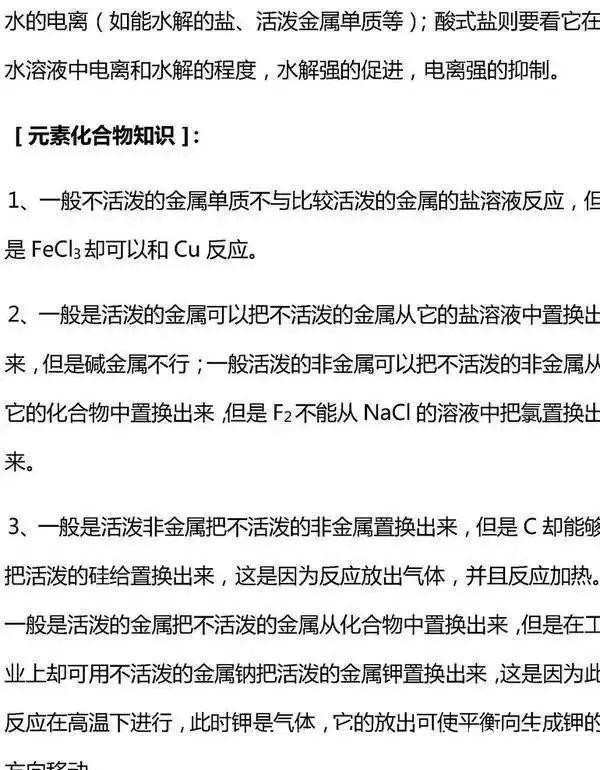 水的电离（如能水解的盐、活泼金属单质等）；酸式盐则要看它在
水溶液中电离和水解的程度，水解强的促进，电离强的抑制。
[ 元素化合物知识 ]：
1、一般不活泼的金属单质不与比较活泼的金属的盐溶液反应，但
是 FeCl₃却可以和 Cu 反应。
2、一般是活泼的金属可以把不活泼的金属从它的盐溶液中置换出
来，但是碱金属不行；一般活泼的非金属可以把不活泼的非金属从
它的化合物中置换出来，但是 F₂不能从 NaCl 的溶液中把氯置换出
来。
3、一般是活泼非金属把不活泼的非金属置换出来，但是 C 却能够
把活泼的硅给置换出来，这是因为反应放出气体，并且反应加热。
一般是活泼的金属把不活泼的金属从化合物中置换出来，但是在工
业上却可用不活泼的金属钠把活泼的金属钾置换出来，这是因为此
反应在高温下进行，此时钾是气体，它的放出可使平衡向生成钾的
方向移动